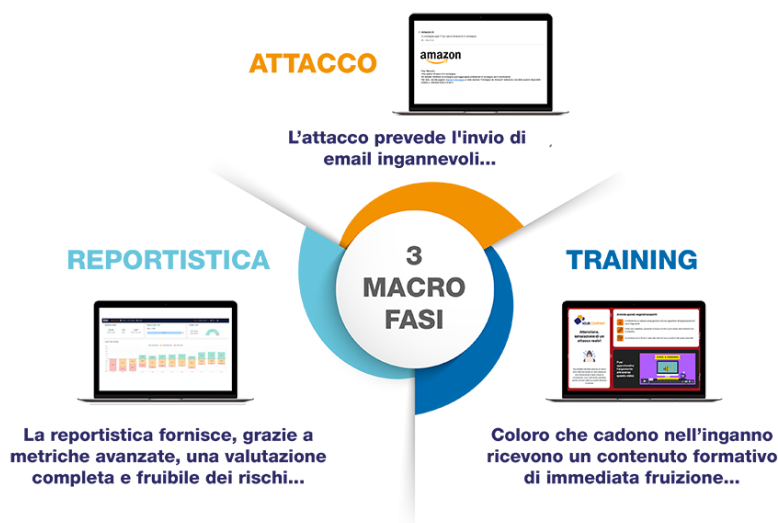 ATTACCO
amazon
L'attacco prevede l'invio di
email ingannevoli...
3
MACRO
FASI
REPORTISTICA
La reportistica fornisce, grazie a
metriche avanzate, una valutazione
completa e fruibile dei rischi...
TRAINING
Coloro che cadono nell'inganno
ricevono un contenuto formativo
di immediata fruizione...